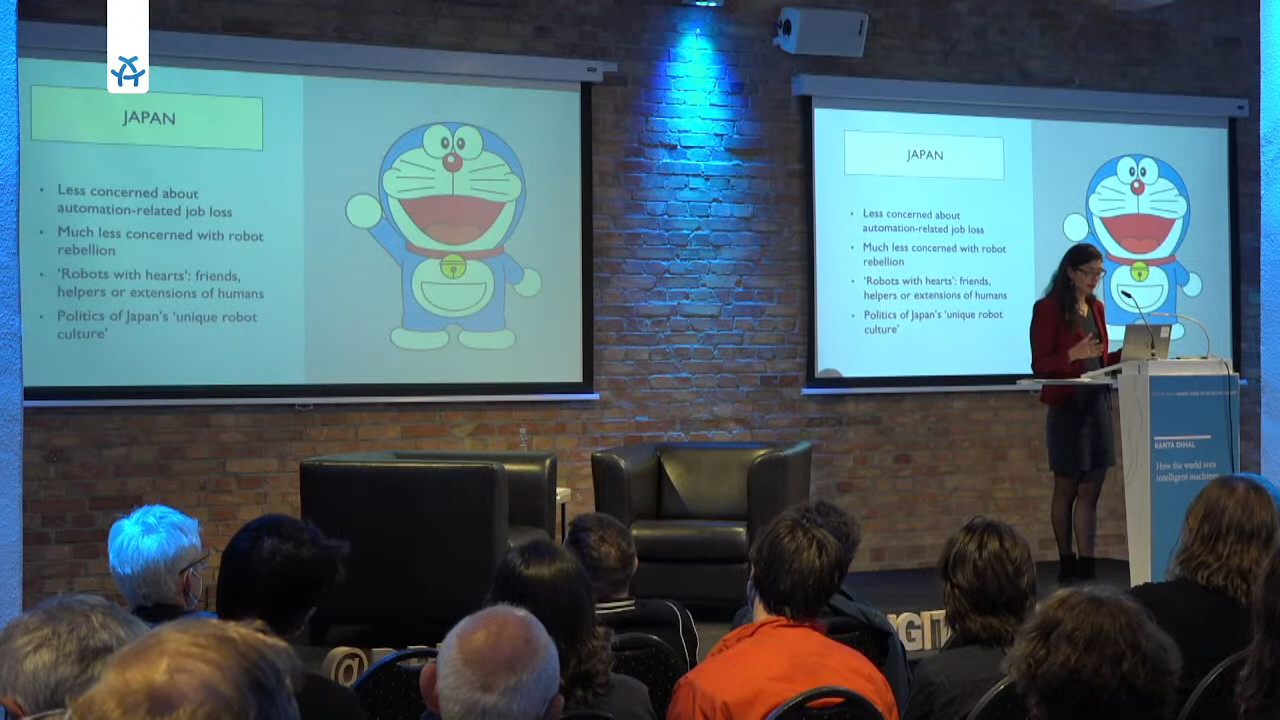 JAPAN
• Less concerned about
automation-related job loss
• Much less concerned with robot
rebellion
• 'Robots with hearts': friends,
helpers or extensions of humans
• Politics of Japan's 'unique robot
culture'
JAPAN
• Less concerned about
automation-related job loss
• Much less concerned with robot
rebellion
• 'Robots with hearts': friends,
helpers or extensions of humans
• Politics of Japan's 'unique robot
culture'
KANTA DIHAL
How the world sees
intelligent machines
@